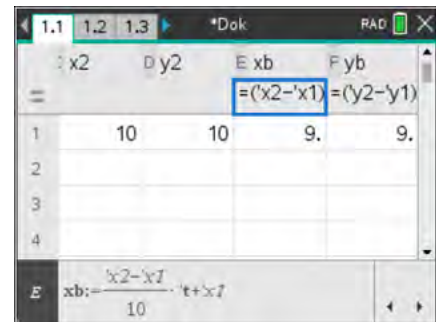 1.1 1.2 1.3 *Dok RAD
x2 D y2 E xb F yb
= =('x2−'x1) =('y2−'y1)
1 10 10 9. 9.
2
3
4
E xb:=('x2−'x1)/10·'t+'x1